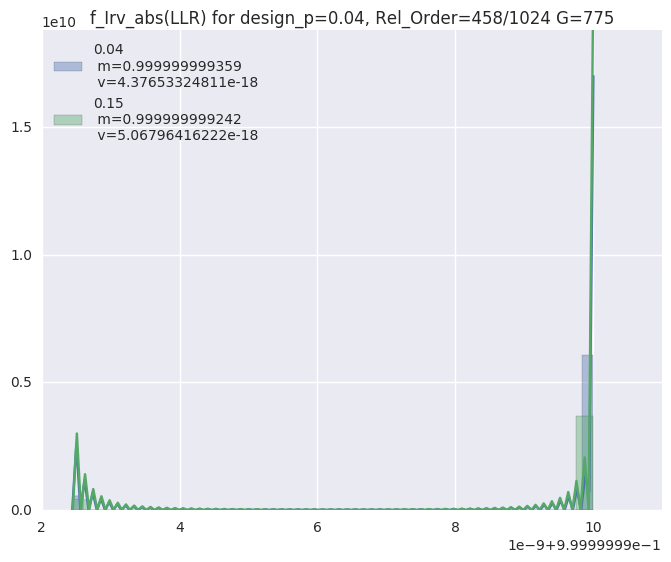 f_Irv_abs(LLR) for design_p=0.04, Rel_Order=458/1024 G=775
1e10
0.04
m=0.999999999359
v=4.37653324811e-18
0.15
m=0.999999999242
v=5.06796416222e-18
1.5
1.0
0.5
0.0
2 4 6 8 10
1e-9+9.9999999e-1